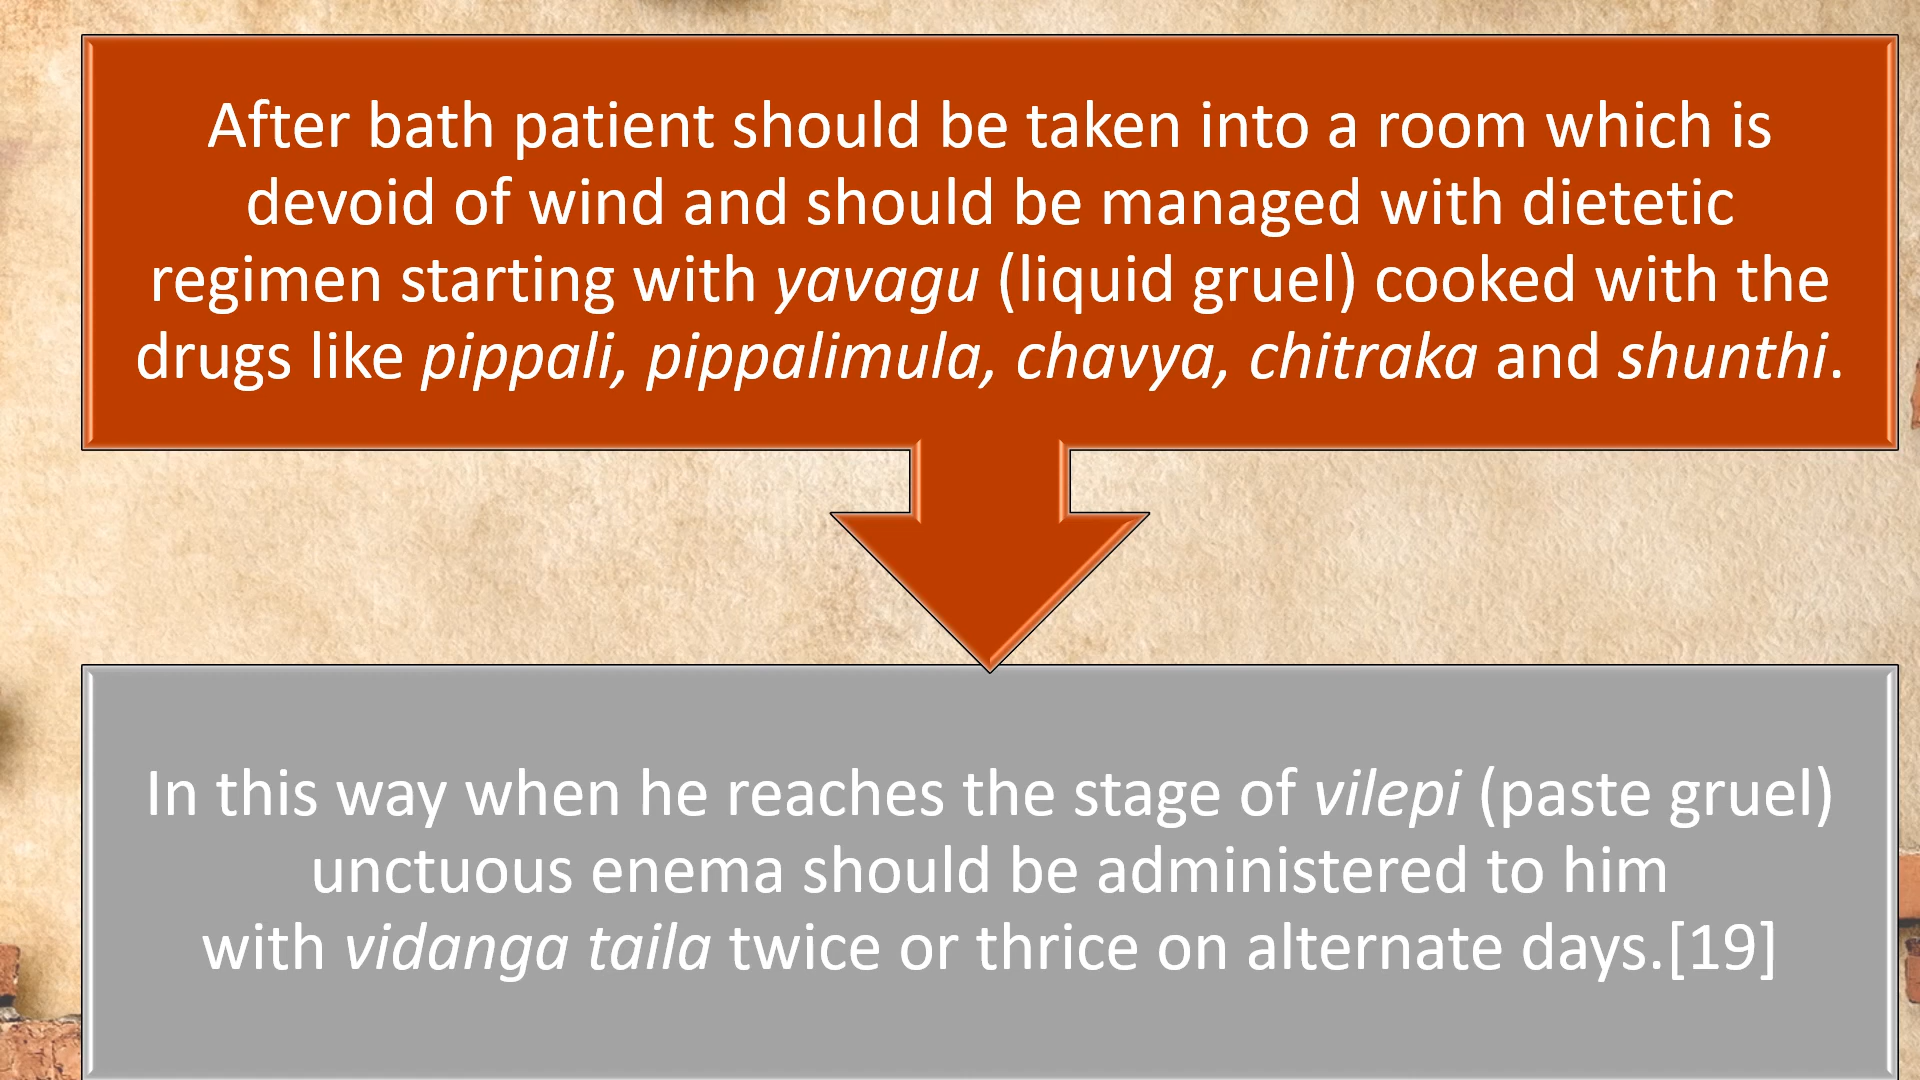 After bath patient should be taken into a room which is
devoid of wind and should be managed with dietetic
regimen starting with yavagu (liquid gruel) cooked with the
drugs like pippali, pippalimula, chavya, chitraka and shunthi.
In this way when he reaches the stage of vilepi (paste gruel)
unctuous enema should be administered to him
with vidanga taila twice or thrice on alternate days.[19]